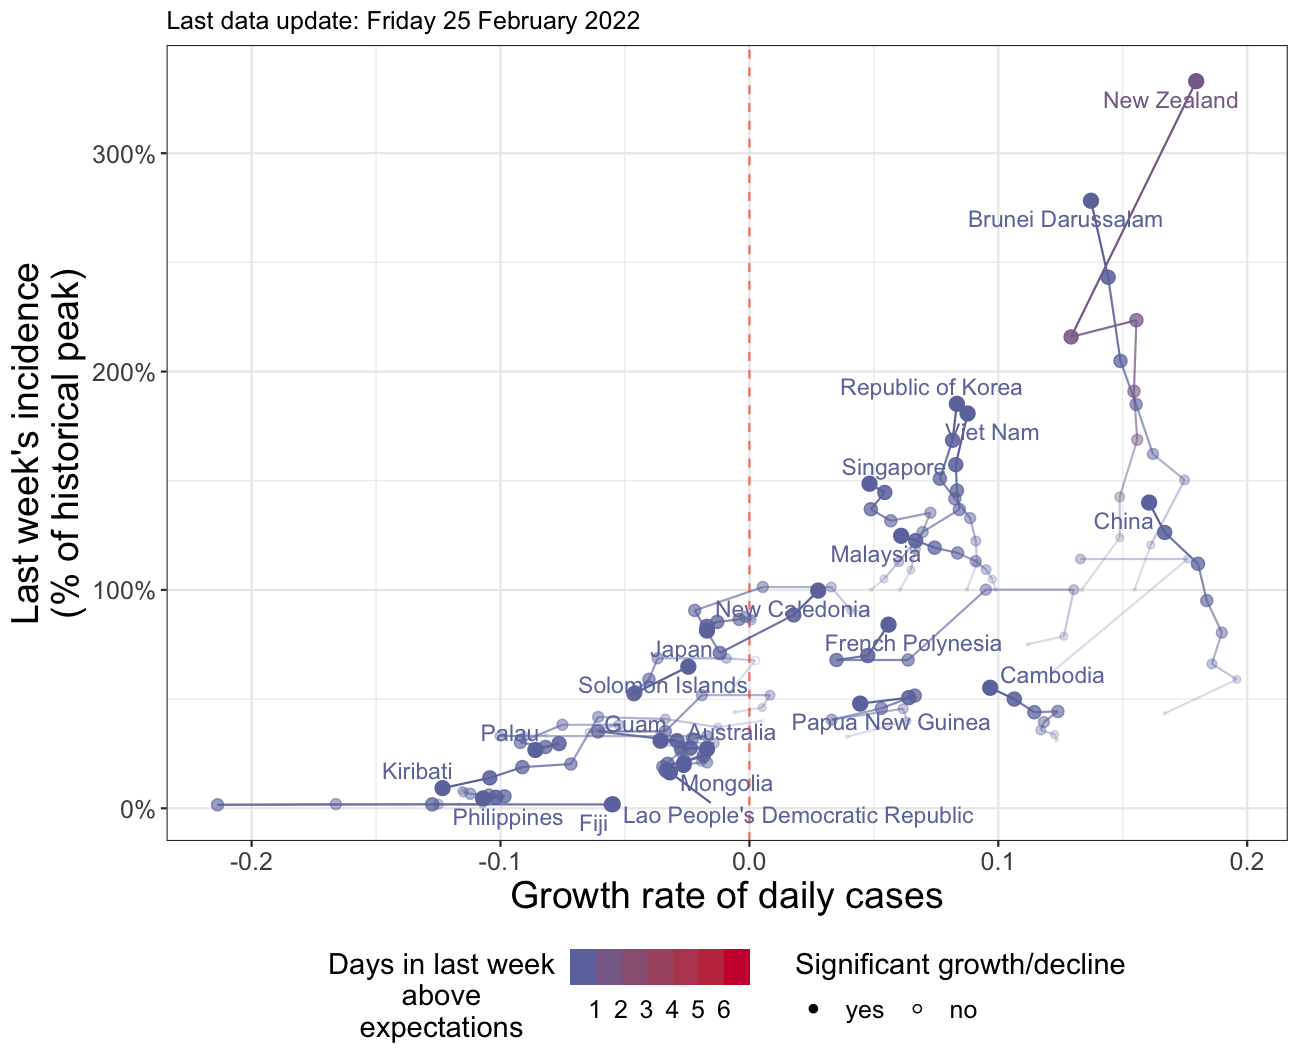 Last data update: Friday 25 February 2022
Last week's incidence
(% of historical peak)
300%
200%
100%
0%
New Zealand
Brunei Darussalam
Republic of Korea
Viet Nam
Singapore
China
Malaysia
New Caledonia
French Polynesia
Japan
Cambodia
Solomon Islands
Papua New Guinea
Guam
Palau
Australia
Kiribati
Mongolia
Philippines
Fiji
Lao People's Democratic Republic
-0.2
-0.1
0.0
0.1
0.2
Growth rate of daily cases
Days in last week
above
expectations
1 2 3 4 5 6
Significant growth/decline
yes
no